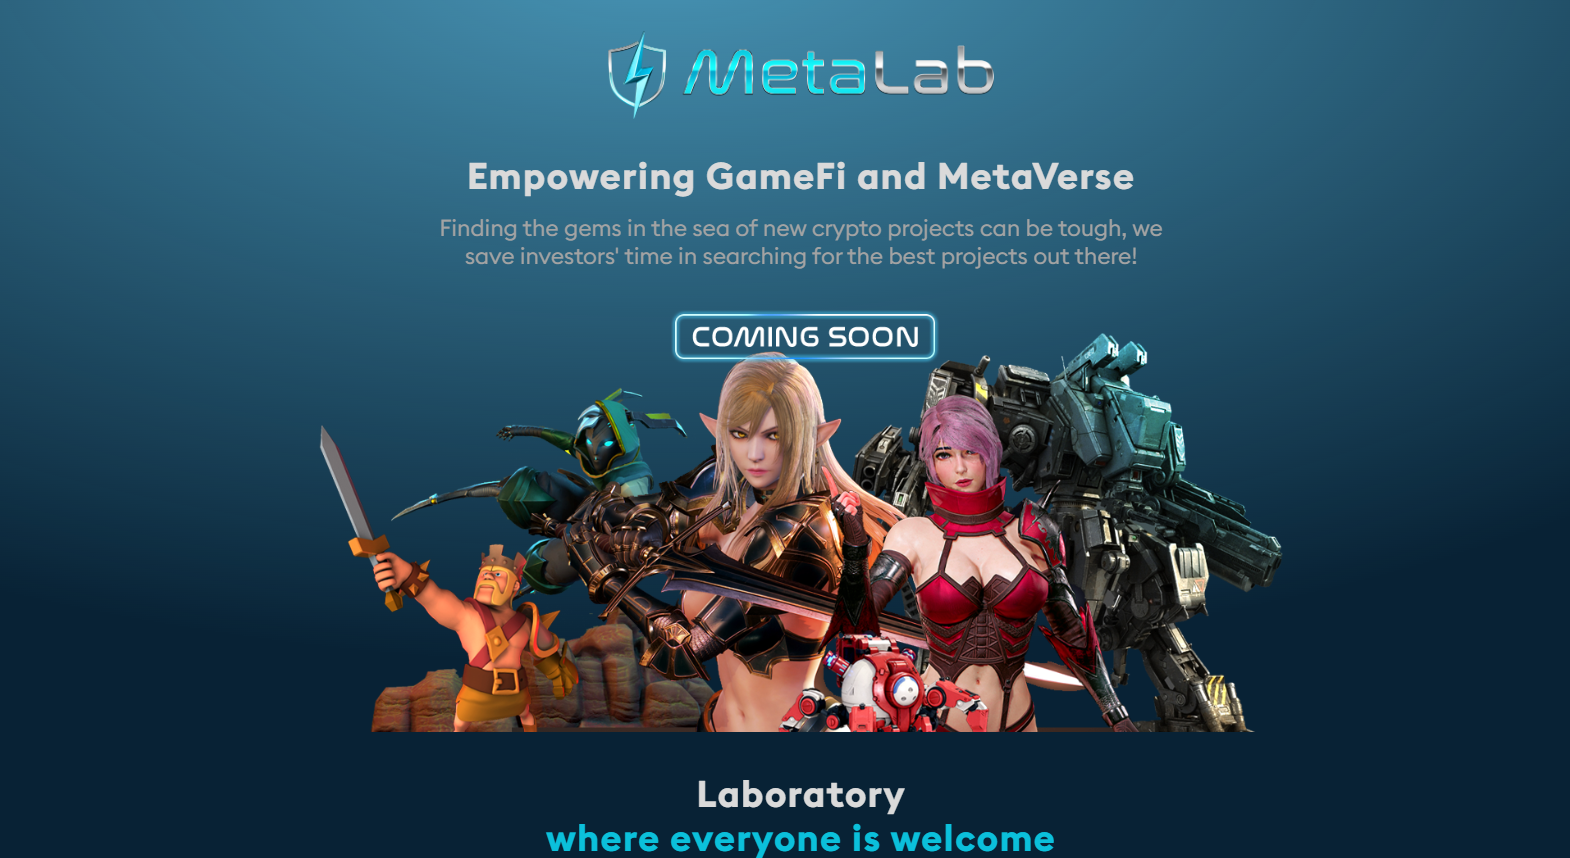 MetaLab
Empowering GameFi and MetaVerse
Finding the gems in the sea of new crypto projects can be tough, we
save investors' time in searching for the best projects out there!
COMING SOON
Laboratory
where everyone is welcome